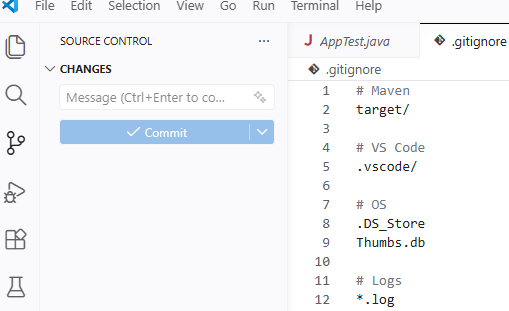 File Edit Selection View Go Run Terminal Help
SOURCE CONTROL ...
J AppTest.java .gitignore
CHANGES
.gitignore
Message (Ctrl+Enter to co...
Commit
1 # Maven
2 target/
3
4 # VS Code
5 .vscode/
6
7 # OS
8 .DS_Store
9 Thumbs.db
10
11 # Logs
12 *.log